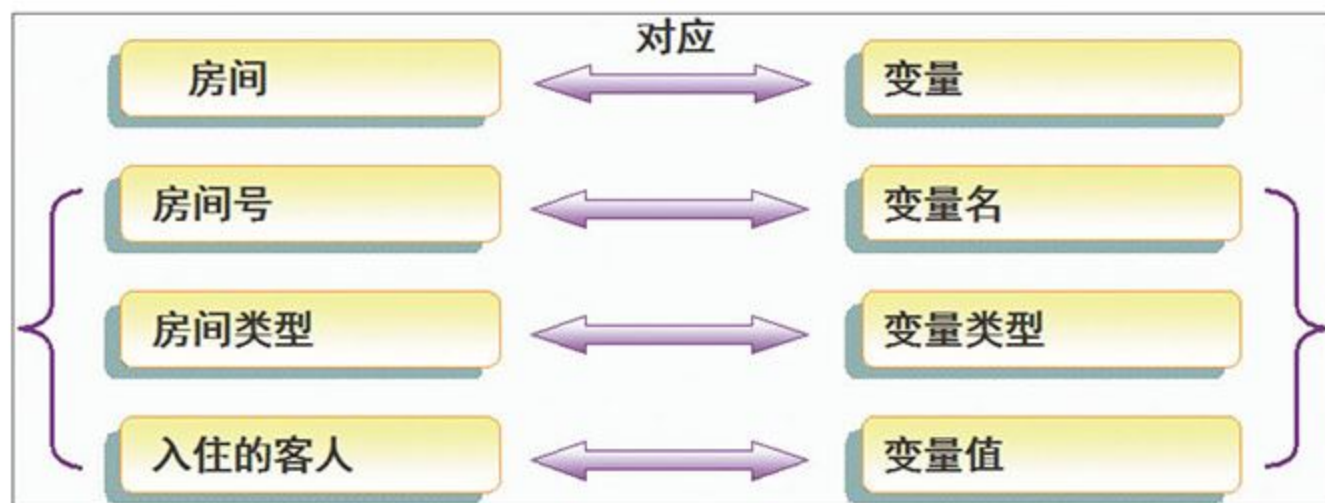 对应
房间
变量
房间号
变量名
房间类型
变量类型
入住的客人
变量值